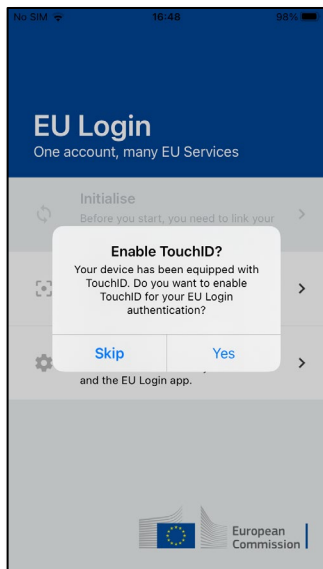 No SIM 16:48 98%
EU Login
One account, many EU Services
Initialise
Before you start, you need to link your
Enable TouchID?
Your device has been equipped with
TouchID. Do you want to enable
TouchID for your EU Login
authentication?
Skip Yes
and the EU Login app.
European
Commission